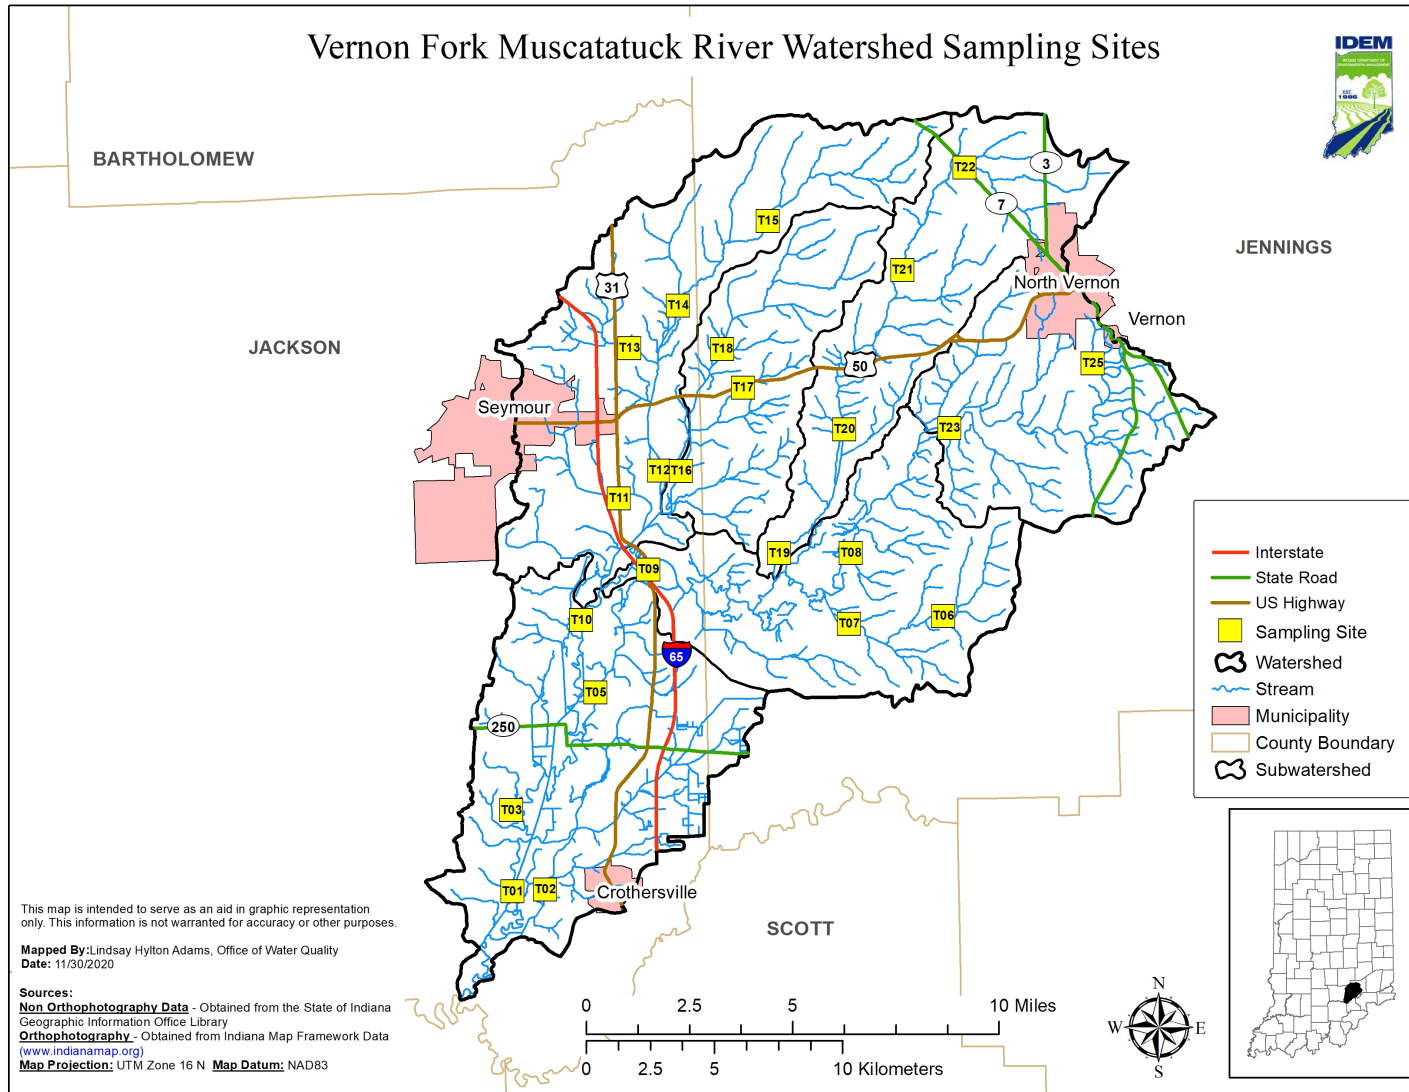 Vernon Fork Muscatatuck River Watershed Sampling Sites
IDEM
1986
BARTHOLOMEW
JENNINGS
JACKSON
SCOTT
T22
3
7
T15
T21
31
North Vernon
T14
Vernon
T13
T18
50
T25
T17
Seymour
T20
T23
T12
T16
T11
T19
T08
T09
T10
T07
T06
65
T05
250
T03
T01
T02
Crothersville
Interstate
State Road
US Highway
Sampling Site
Watershed
Stream
Municipality
County Boundary
Subwatershed
This map is intended to serve as an aid in graphic representation
only. This information is not warranted for accuracy or other purposes.
Mapped By:Lindsay Hylton Adams, Office of Water Quality
Date: 11/30/2020
Sources:
Non Orthophotography Data - Obtained from the State of Indiana
Geographic Information Office Library
Orthophotography - Obtained from Indiana Map Framework Data
(www.indianamap.org)
Map Projection: UTM Zone 16 N Map Datum: NAD83
0 2.5 5 10 Miles
0 2.5 5 10 Kilometers
N
W E
S